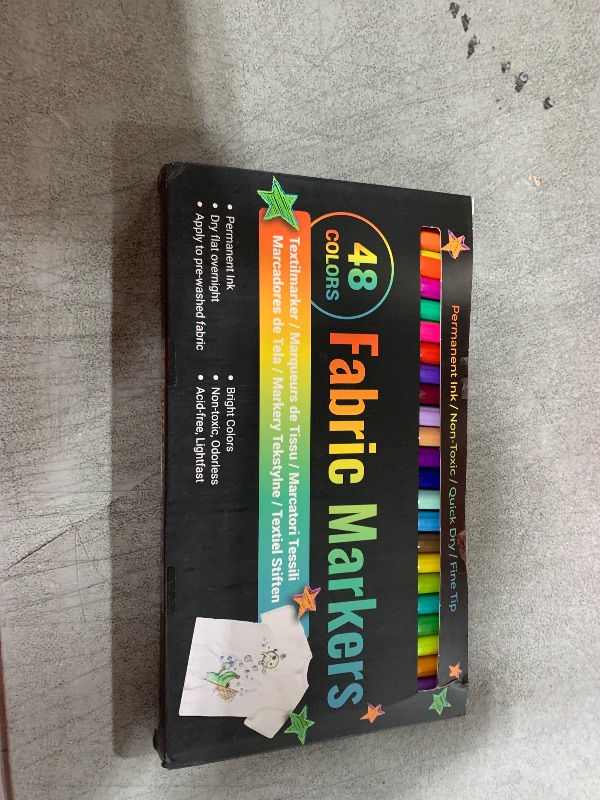 Permanent Ink / Non-Toxic / Quick Dry / Fine Tip
48
COLORS
Fabric Markers
Textilmarker / Marqueurs de Tissu / Marcatori Tessili
Marcadores de Tela / Markery Tekstylne / Textiel Stiften
• Permanent Ink
• Dry flat overnight
• Apply to pre-washed fabric
• Bright Colors
• Non-toxic, Odorless
• Acid-free, Lightfast